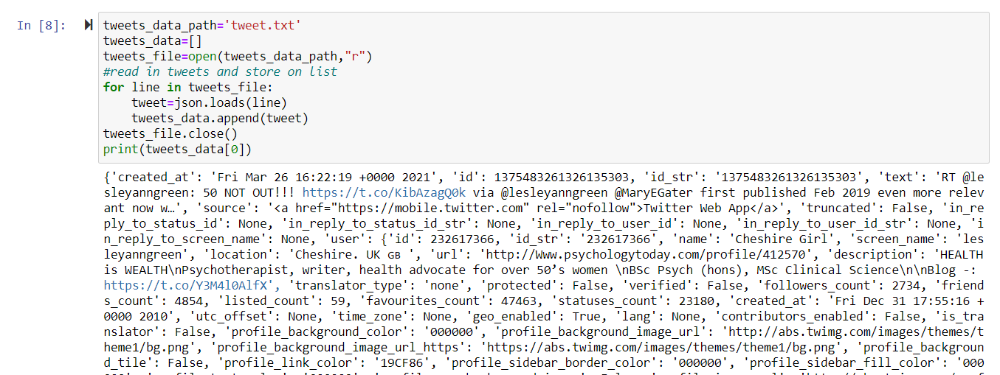 In [8]:
tweets_data_path='tweet.txt'
tweets_data=[]
tweets_file=open(tweets_data_path,"r")
#read in tweets and store on list
for line in tweets_file:
    tweet=json.loads(line)
    tweets_data.append(tweet)
tweets_file.close()
print(tweets_data[0])
{'created_at': 'Fri Mar 26 16:22:19 +0000 2021', 'id': 1375483261326135303, 'id_str': '1375483261326135303', 'text': 'RT @le
sleyanngreen: 50 NOT OUT!!! https://t.co/KibAzagQ0k via @lesleyanngreen @MaryEGater first published Feb 2019 even more relev
ant now w…', 'source': '<a href="https://mobile.twitter.com" rel="nofollow">Twitter Web App</a>', 'truncated': False, 'in_re
ply_to_status_id': None, 'in_reply_to_status_id_str': None, 'in_reply_to_user_id': None, 'in_reply_to_user_id_str': None, 'i
n_reply_to_screen_name': None, 'user': {'id': 232617366, 'id_str': '232617366', 'name': 'Cheshire Girl', 'screen_name': 'les
leyanngreen', 'location': 'Cheshire. UK ɢʙ ', 'url': 'http://Www.psychologytoday.com/profile/412570', 'description': 'HEALTH
is WEALTH\nPsychotherapist, writer, health advocate for over 50’s women \nBSc Psych (hons), MSc Clinical Science\n\nBlog -:
https://t.co/Y3M4l0AlfX', 'translator_type': 'none', 'protected': False, 'verified': False, 'followers_count': 2734, 'friend
s_count': 4854, 'listed_count': 59, 'favourites_count': 47463, 'statuses_count': 23180, 'created_at': 'Fri Dec 31 17:55:16 +
0000 2010', 'utc_offset': None, 'time_zone': None, 'geo_enabled': True, 'lang': None, 'contributors_enabled': False, 'is_tra
nslator': False, 'profile_background_color': '000000', 'profile_background_image_url': 'http://abs.twimg.com/images/themes/t
heme1/bg.png', 'profile_background_image_url_https': 'https://abs.twimg.com/images/themes/theme1/bg.png', 'profile_backgroun
d_tile': False, 'profile_link_color': '19CF86', 'profile_sidebar_border_color': '000000', 'profile_sidebar_fill_color': '000